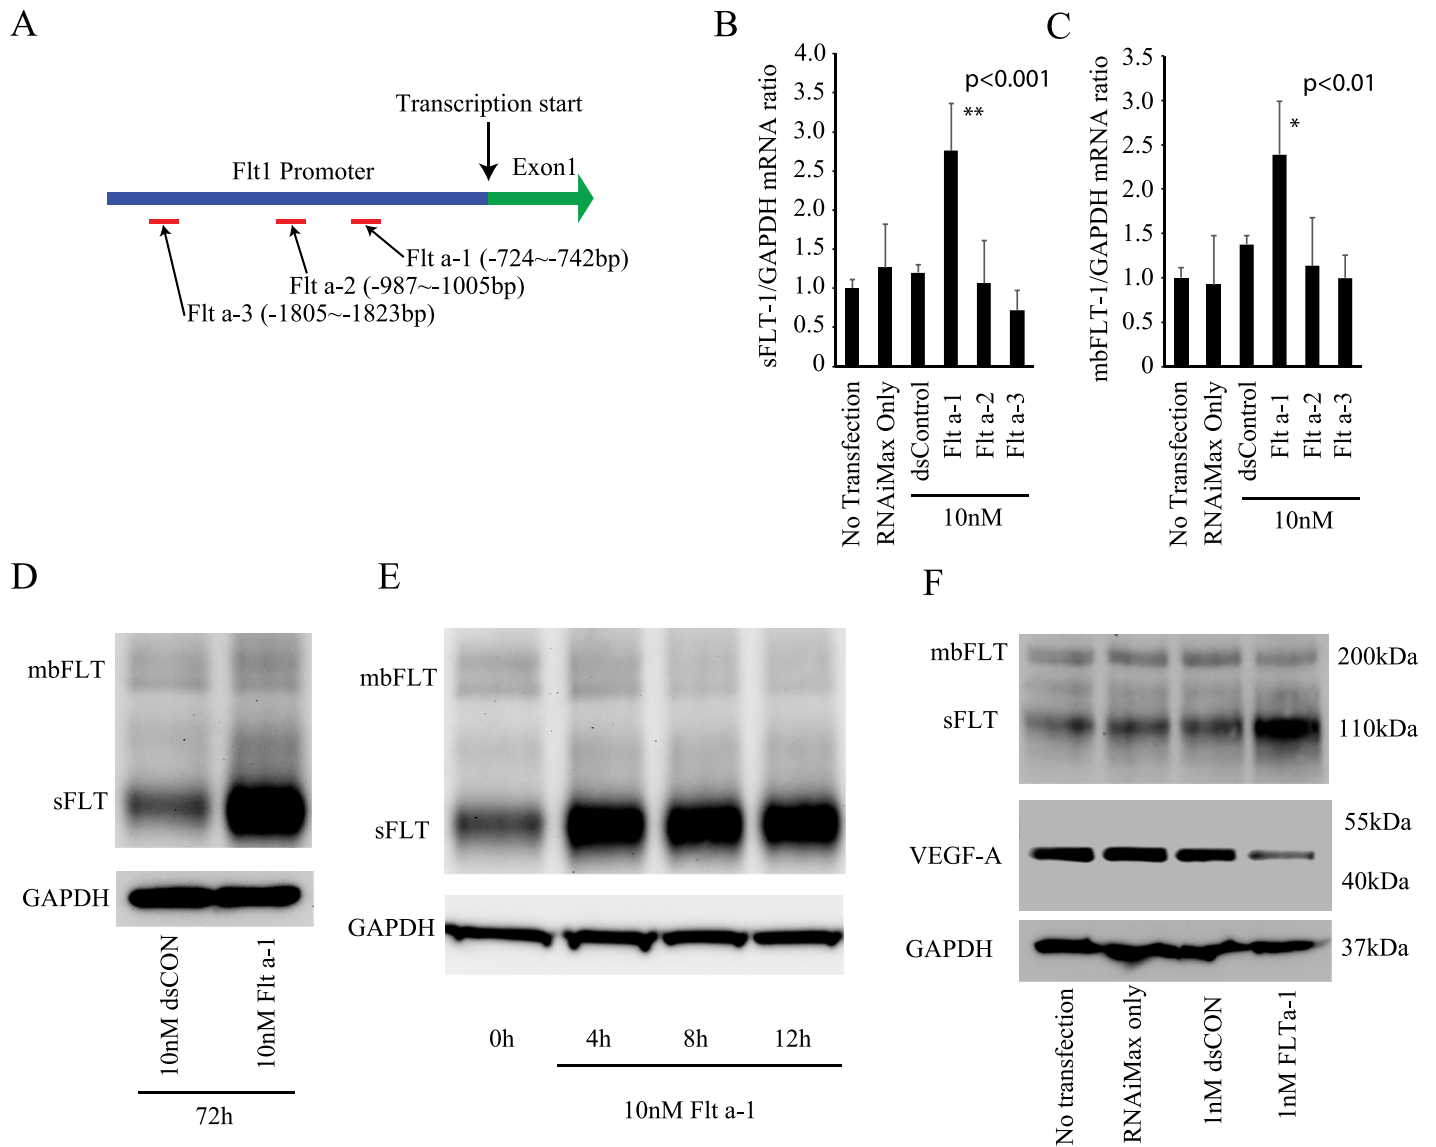 A
Transcription start
Flt1 Promoter
Exon1
Flt a-1 (-724~-742bp)
Flt a-2 (-987~-1005bp)
Flt a-3 (-1805~-1823bp)
B
sFLT-1/GAPDH mRNA ratio
4.0
3.5
3.0
2.5
2.0
1.5
1.0
0.5
0
p<0.001
**
No Transfection
RNAiMax Only
dsControl
Flt a-1
Flt a-2
Flt a-3
10nM
C
mbFLT-1/GAPDH mRNA ratio
3.5
3.0
2.5
2.0
1.5
1.0
0.5
0
p<0.01
*
No Transfection
RNAiMax Only
dsControl
Flt a-1
Flt a-2
Flt a-3
10nM
D
mbFLT
sFLT
GAPDH
10nM dsCON
10nM Flt a-1
72h
E
mbFLT
sFLT
GAPDH
0h
4h
8h
12h
10nM Flt a-1
F
mbFLT
200kDa
sFLT
110kDa
55kDa
VEGF-A
40kDa
GAPDH
37kDa
No transfection
RNAiMax only
1nM dsCON
1nM FLTa-1